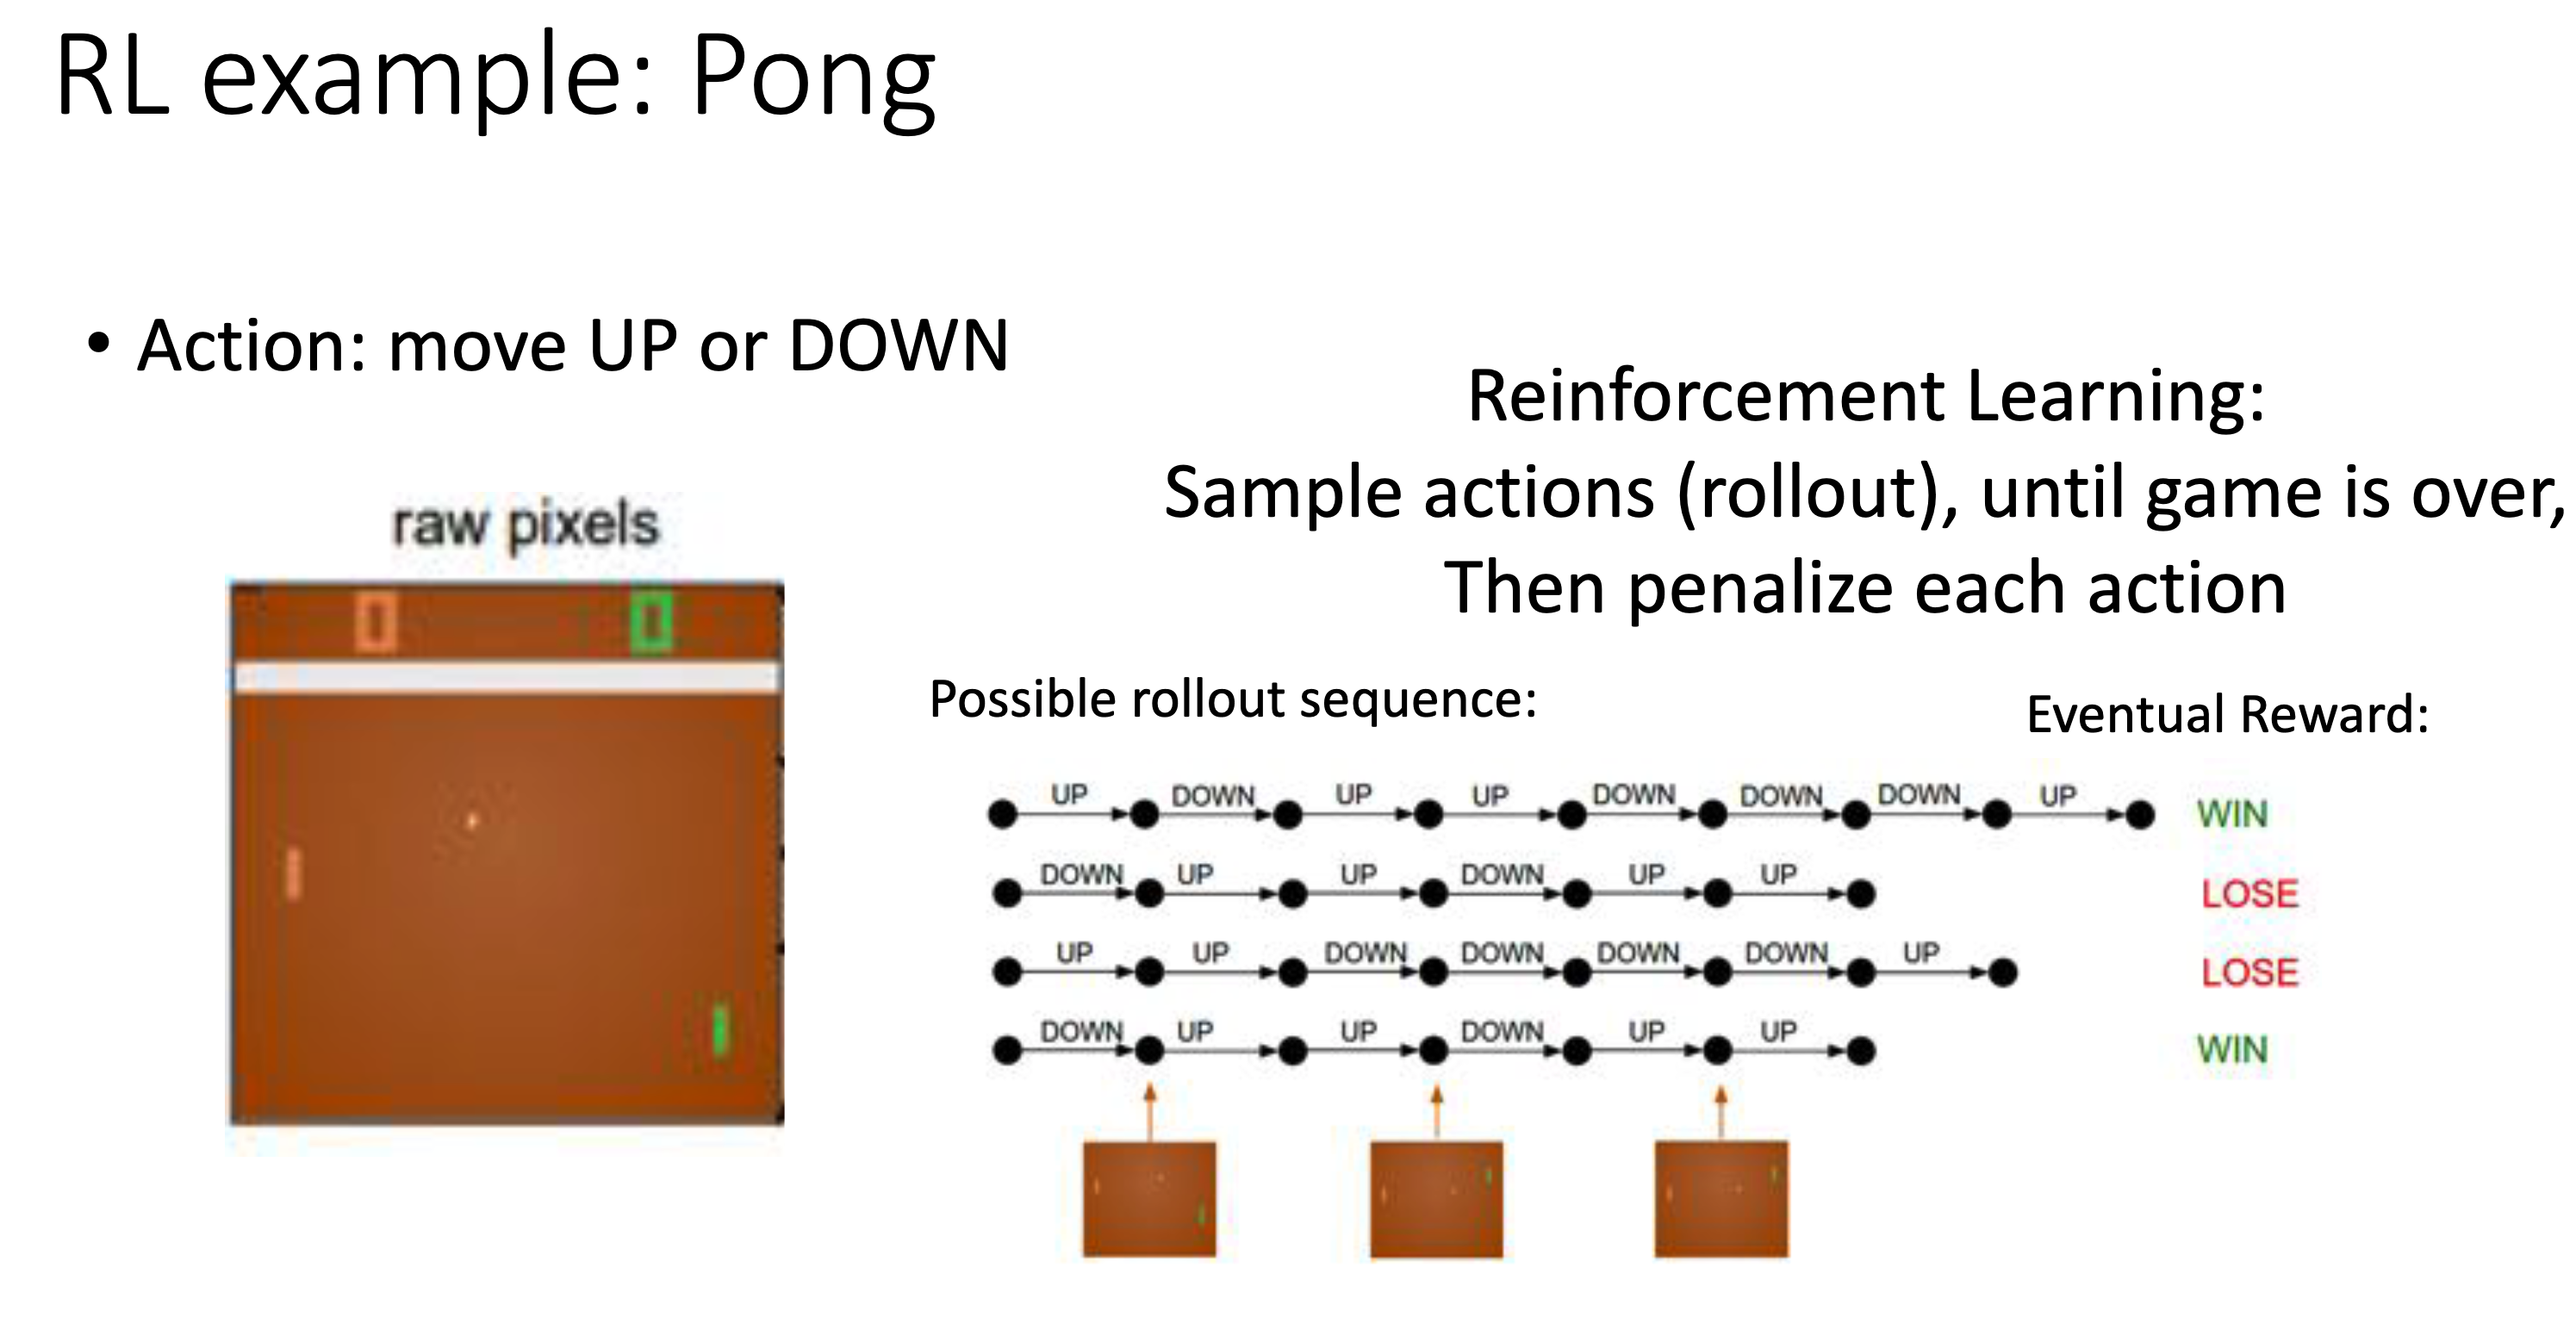 RL example: Pong
• Action: move UP or DOWN
Reinforcement Learning:
Sample actions (rollout), until game is over,
Then penalize each action
raw pixels
0 0
Possible rollout sequence:
Eventual Reward:
UP DOWN UP UP DOWN DOWN DOWN UP WIN
DOWN UP UP DOWN UP UP LOSE
UP UP DOWN DOWN DOWN DOWN UP LOSE
DOWN UP UP DOWN UP UP WIN